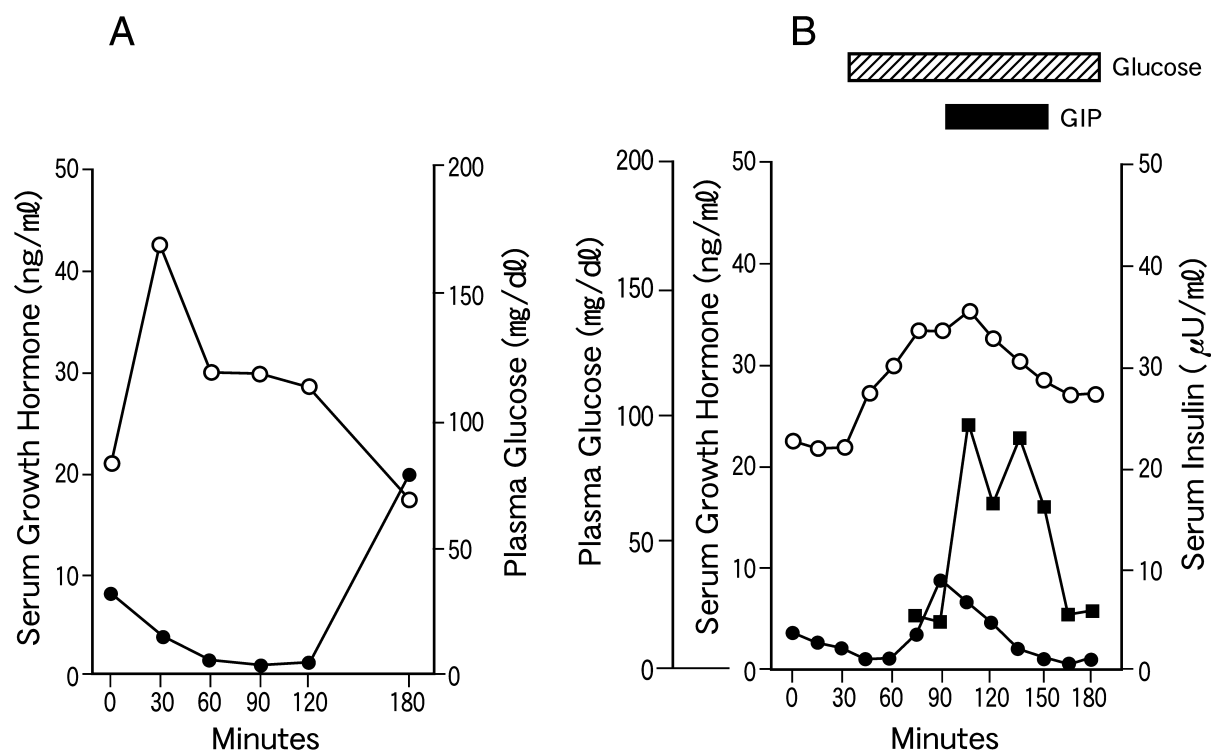 A
B
Glucose
GIP
Serum Growth Hormone (ng/mℓ)
50
40
30
20
10
0
200
150
100
50
0
Plasma Glucose (mg/dℓ)
0 30 60 90 120 180
Minutes
Plasma Glucose (mg/dℓ)
200
150
100
50
0
Serum Growth Hormone (ng/mℓ)
50
40
30
20
10
0
50
40
30
20
10
0
Serum Insulin (μU/mℓ)
0 30 60 90 120 150 180
Minutes